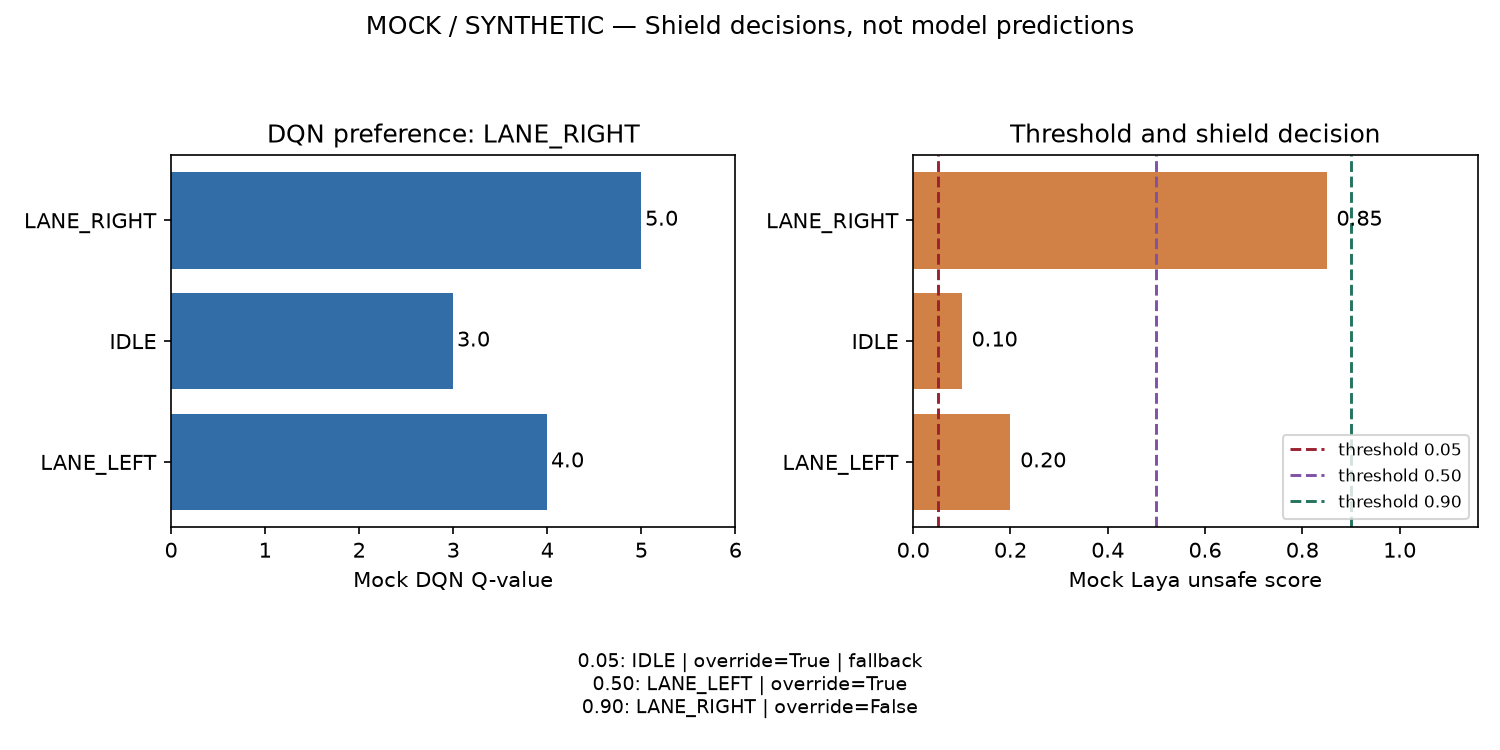 MOCK / SYNTHETIC — Shield decisions, not model predictions
DQN preference: LANE_RIGHT
LANE_RIGHT
5.0
IDLE
3.0
LANE_LEFT
4.0
0 1 2 3 4 5 6
Mock DQN Q-value
Threshold and shield decision
LANE_RIGHT
0.85
IDLE
0.10
LANE_LEFT
0.20
threshold 0.05
threshold 0.50
threshold 0.90
0.0 0.2 0.4 0.6 0.8 1.0
Mock Laya unsafe score
0.05: IDLE | override=True | fallback
0.50: LANE_LEFT | override=True
0.90: LANE_RIGHT | override=False